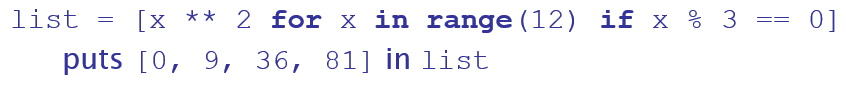 list = [x ** 2 for x in range(12) if x % 3 == 0]
puts [0, 9, 36, 81] in list